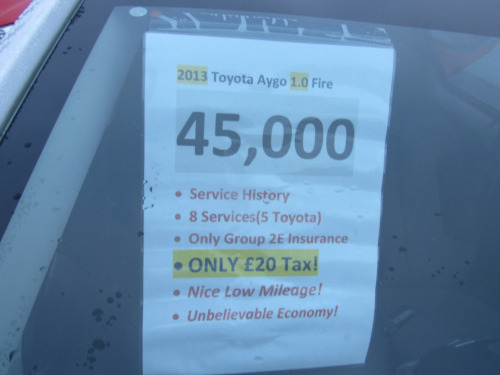 2013 Toyota Aygo 1.0 Fire
45,000
• Service History
• 8 Services(5 Toyota)
• Only Group 2E Insurance
• ONLY £20 Tax!
• Nice Low Mileage!
• Unbelievable Economy!